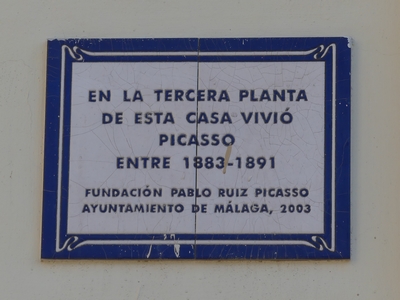 EN LA TERCERA PLANTA
DE ESTA CASA VIVIÓ
PICASSO
ENTRE 1883-1891
FUNDACIÓN PABLO RUIZ PICASSO
AYUNTAMIENTO DE MÁLAGA, 2003